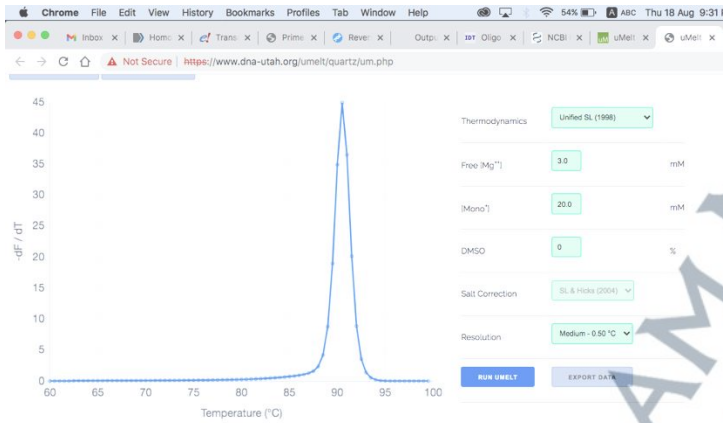 Chrome File Edit View History Bookmarks Profiles Tab Window Help 54% A ABC Thu 18 Aug 9:31
Inbox Homo Trans Prime Rever Outpu IDT Oligo NCBI uM uMelt uMelt
Not Secure https://www.dna-utah.org/umelt/quartz/um.php
45
40
35
30
25
20
15
10
5
0
-dF / dT
60 65 70 75 80 85 90 95 100
Temperature (°C)
Thermodynamics Unified SL (1998)
Free [Mg⁺⁺] 3.0 mM
[Mono⁺] 20.0 mM
DMSO 0 %
Salt Correction SL & Hicks (2004)
Resolution Medium - 0.50 °C
RUN UMELT EXPORT DATA